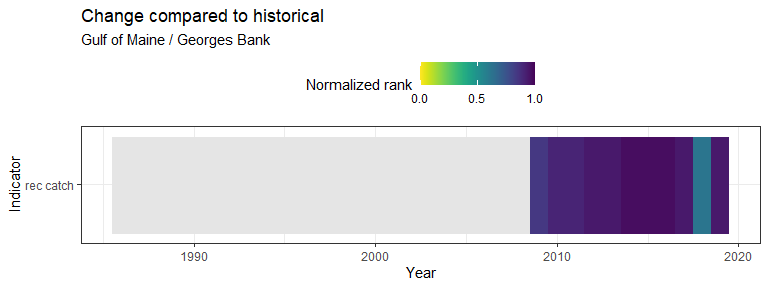 Change compared to historical
Gulf of Maine / Georges Bank
Normalized rank
0.0 0.5 1.0
Indicator
rec catch
1990 2000 2010 2020
Year